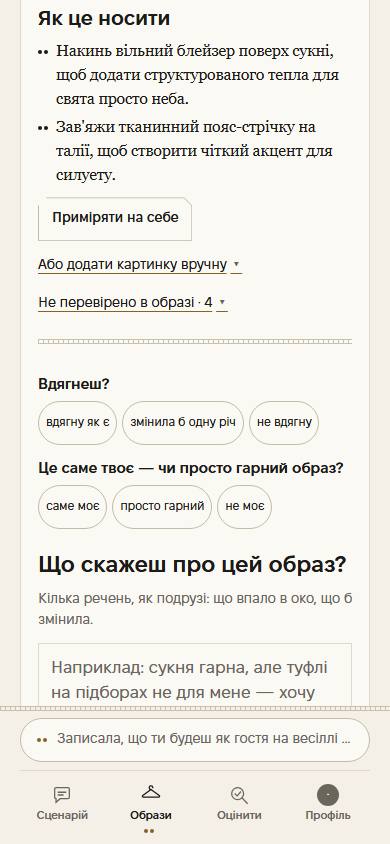 Як це носити
Накинь вільний блейзер поверх сукні,
щоб додати структурованого тепла для
свята просто неба.
Зав'яжи тканинний пояс-стрічку на
талії, щоб створити чіткий акцент для
силуету.
Приміряти на себе
Або додати картинку вручну
Не перевірено в образі · 4
Вдягнеш?
вдягну як є
змінила б одну річ
не вдягну
Це саме твоє — чи просто гарний образ?
саме моє
просто гарний
не моє
Що скажеш про цей образ?
Кілька речень, як подрузі: що впало в око, що б
змінила.
Наприклад: сукня гарна, але туфлі
на підборах не для мене — хочу
Записала, що ти будеш як гостя на весіллі ...
Сценарій
Образи
Оцінити
Профіль